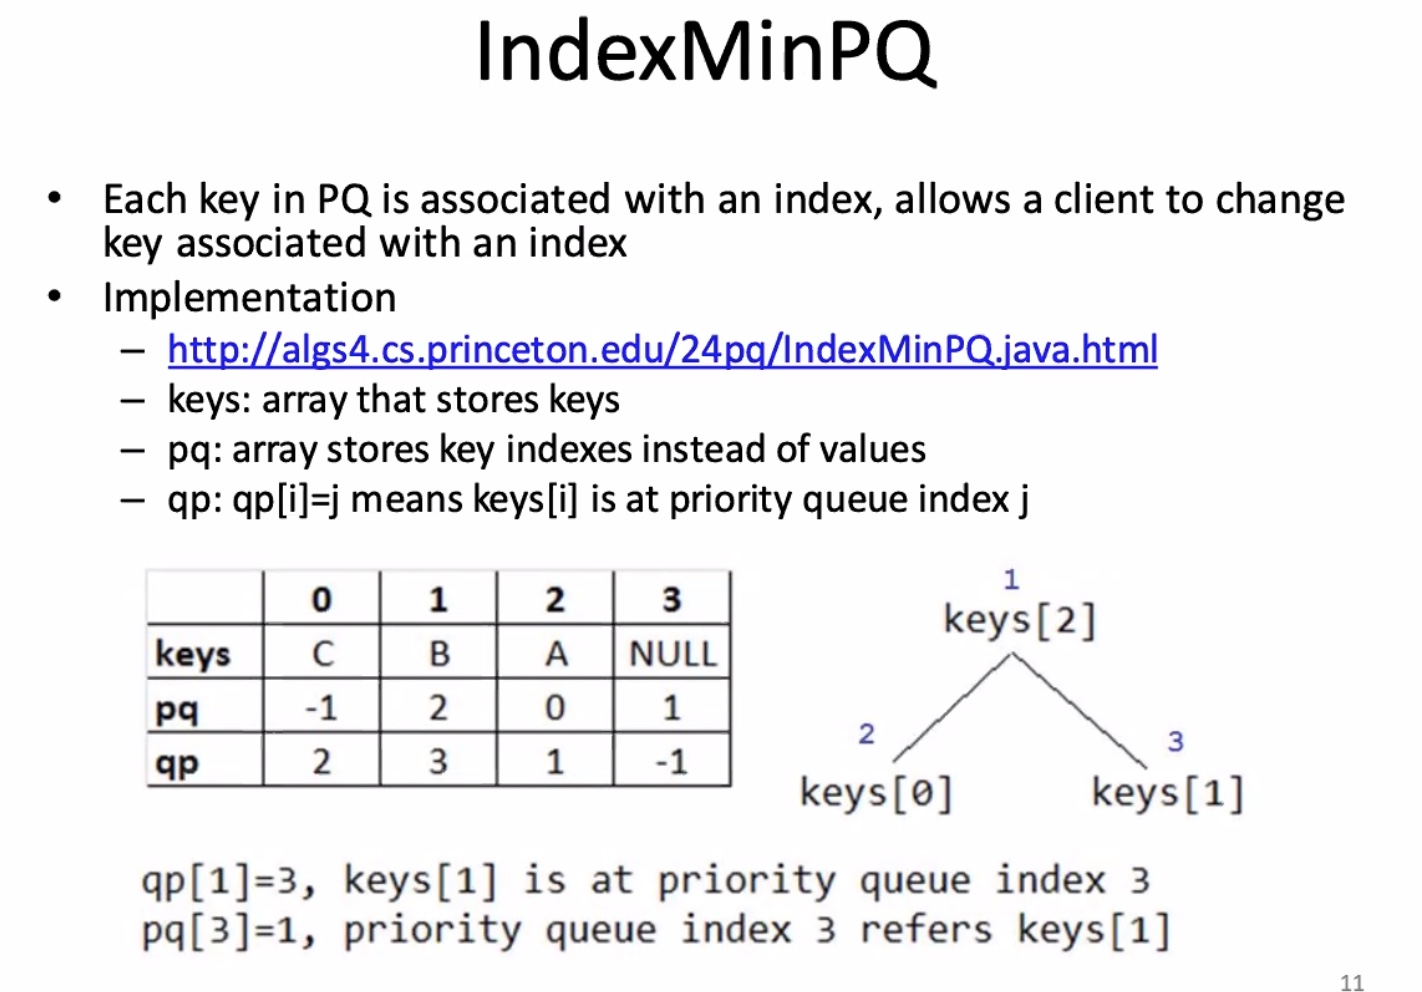 IndexMinPQ
• Each key in PQ is associated with an index, allows a client to change
key associated with an index
• Implementation
– http://algs4.cs.princeton.edu/24pq/IndexMinPQ.java.html
– keys: array that stores keys
– pq: array stores key indexes instead of values
– qp: qp[i]=j means keys[i] is at priority queue index j
0 1 2 3
keys C B A NULL
pq -1 2 0 1
qp 2 3 1 -1
1
keys[2]
2 3
keys[0] keys[1]
qp[1]=3, keys[1] is at priority queue index 3
pq[3]=1, priority queue index 3 refers keys[1]
11